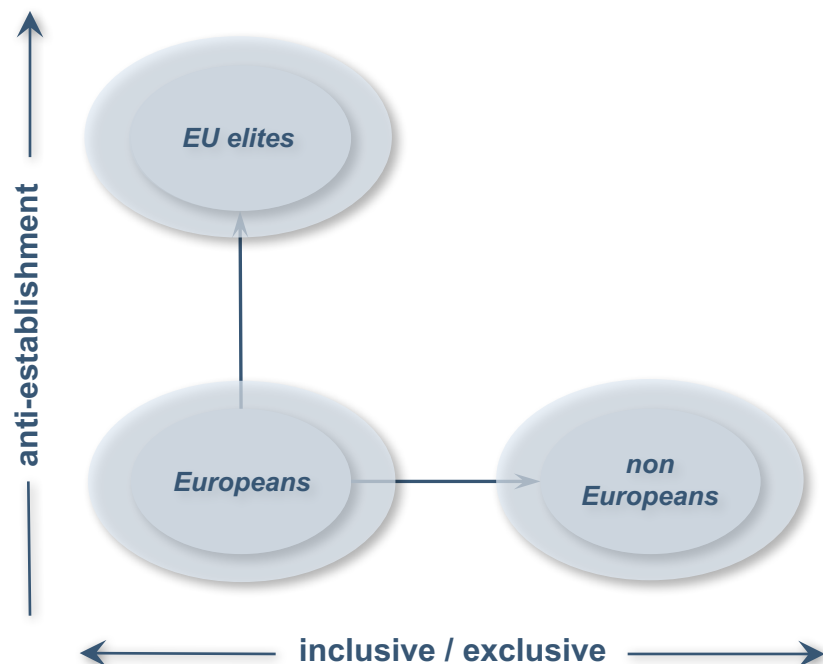 EU elites
anti-establishment
Europeans
non
Europeans
inclusive / exclusive